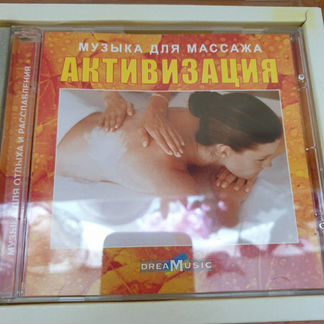 МУЗЫКА ДЛЯ МАССАЖА
АКТИВИЗАЦИЯ
МУЗЫКА ДЛЯ ОТДЫХА И РАССЛАБЛЕНИЯ
DREAMUSIC